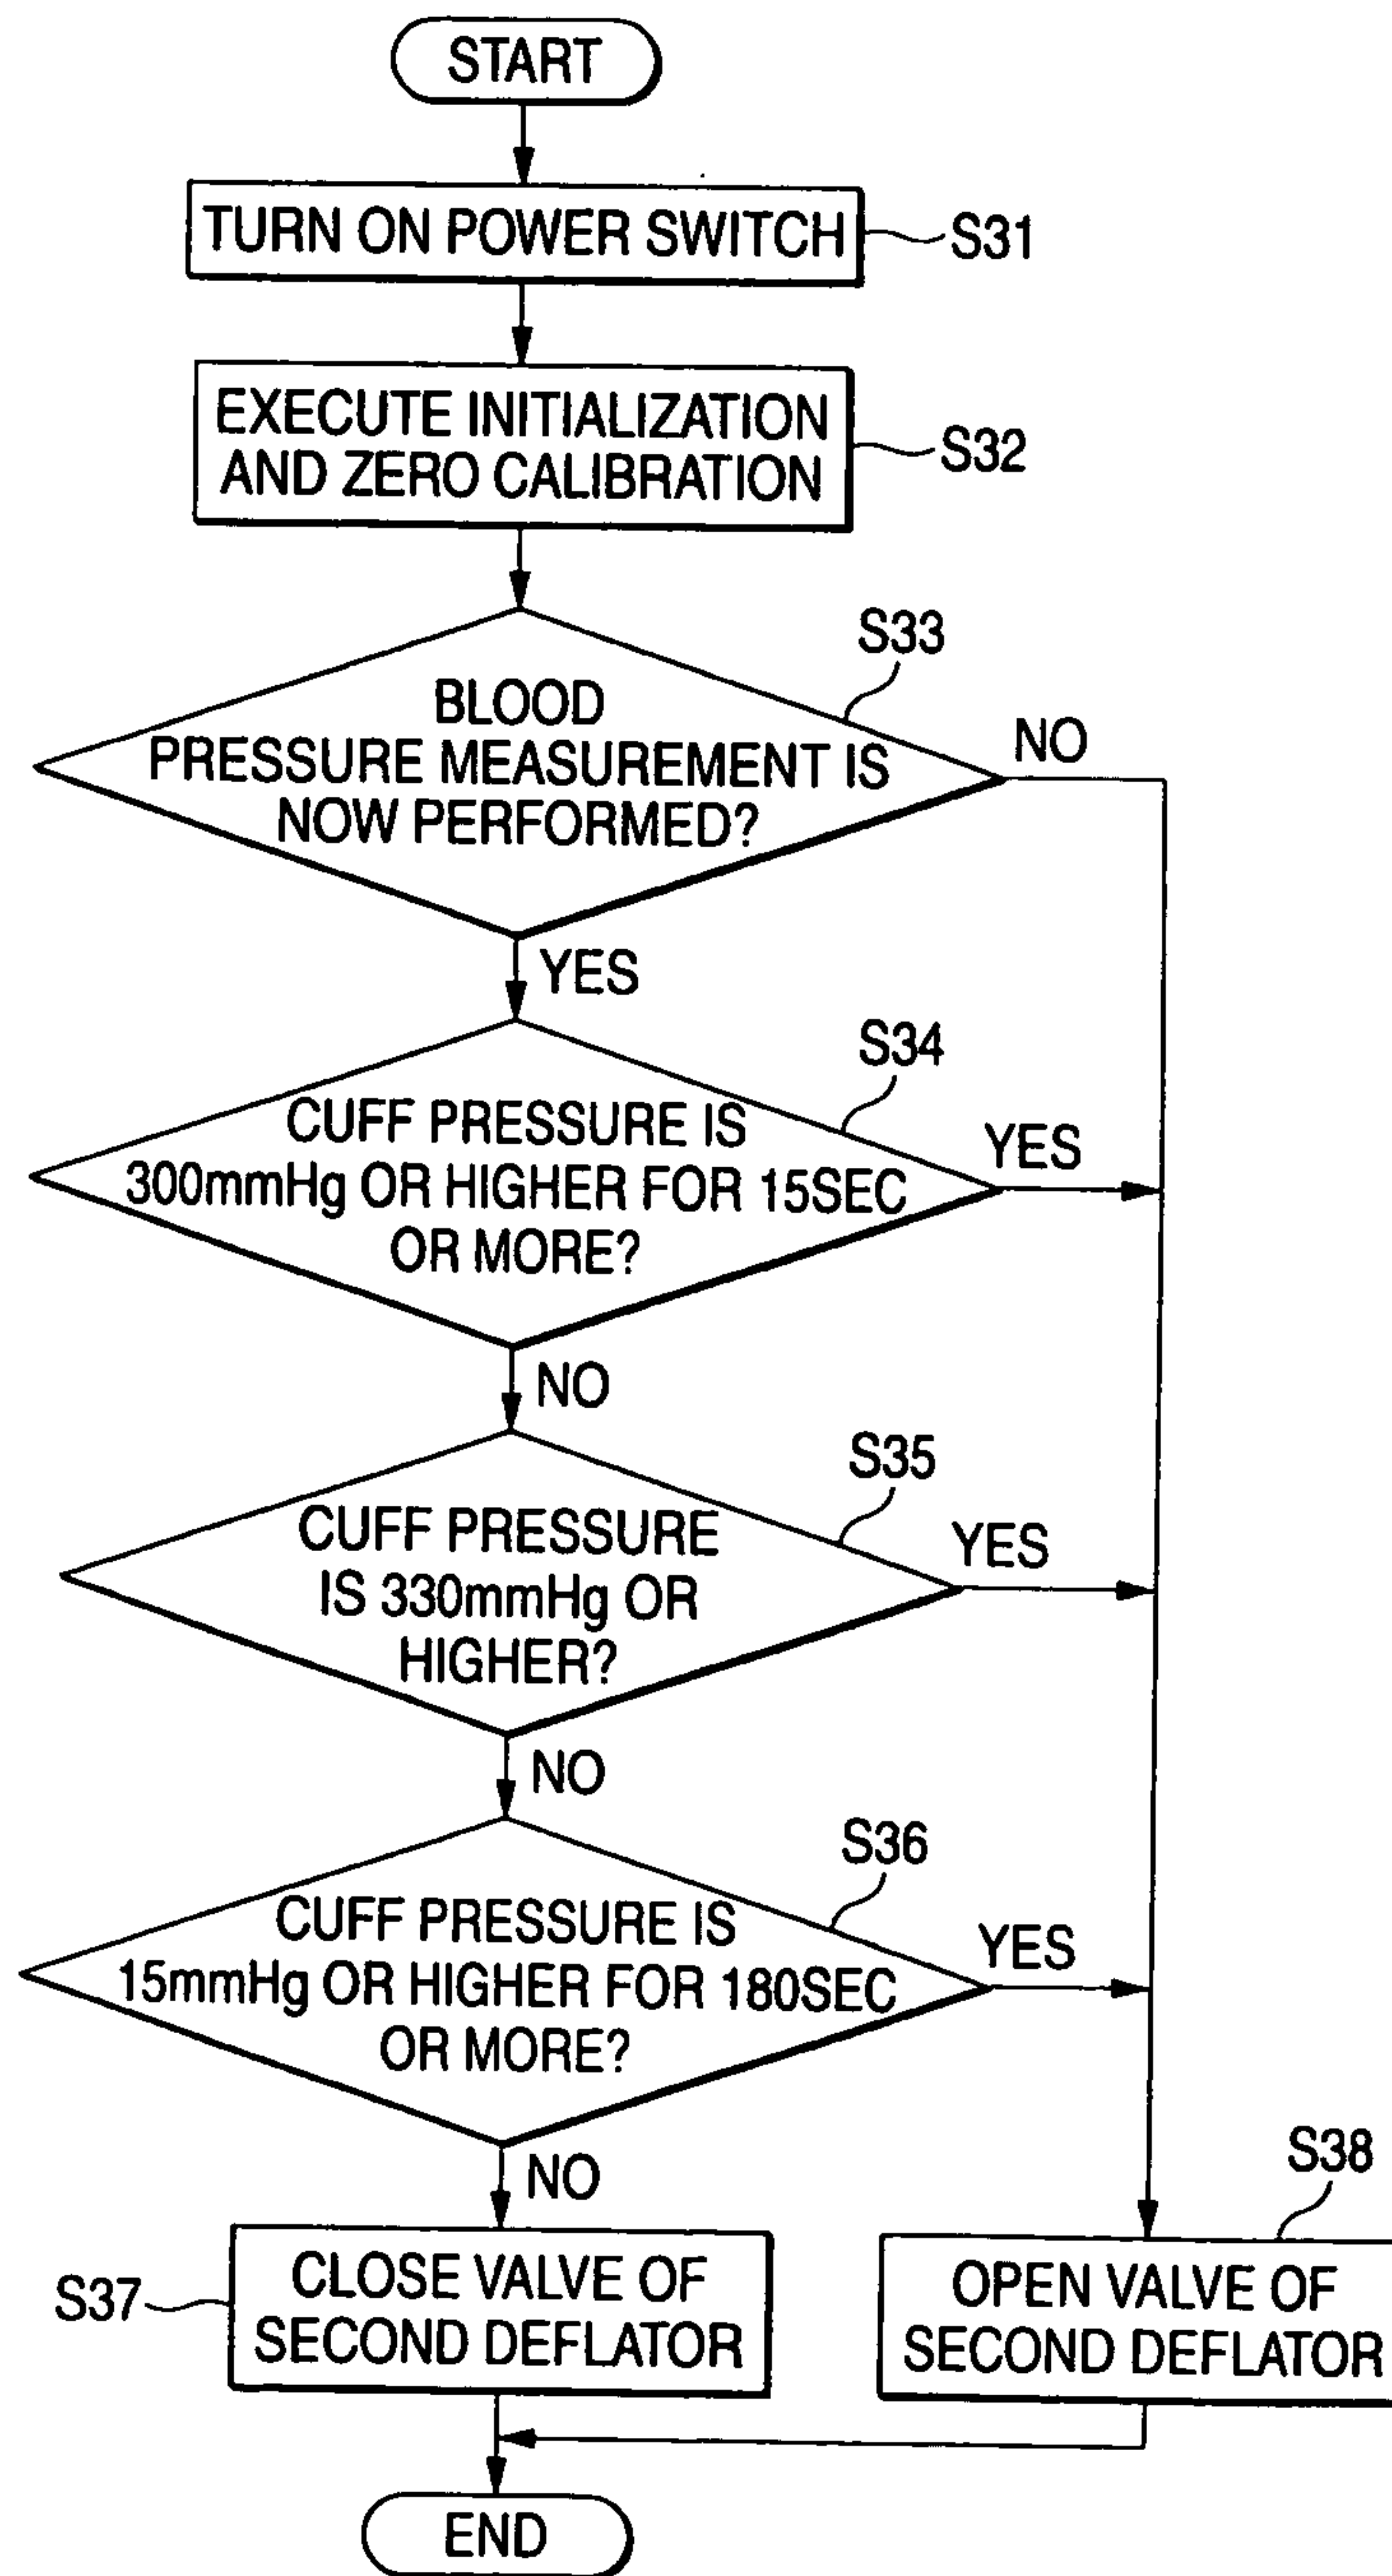 START
TURN ON POWER SWITCH
S31
EXECUTE INITIALIZATION
AND ZERO CALIBRATION
S32
S33
BLOOD
PRESSURE MEASUREMENT IS
NOW PERFORMED?
NO
YES
S34
CUFF PRESSURE IS
300mmHg OR HIGHER FOR 15SEC
OR MORE?
YES
NO
S35
CUFF PRESSURE
IS 330mmHg OR
HIGHER?
YES
NO
S36
CUFF PRESSURE IS
15mmHg OR HIGHER FOR 180SEC
OR MORE?
YES
NO
S37
CLOSE VALVE OF
SECOND DEFLATOR
S38
OPEN VALVE OF
SECOND DEFLATOR
END